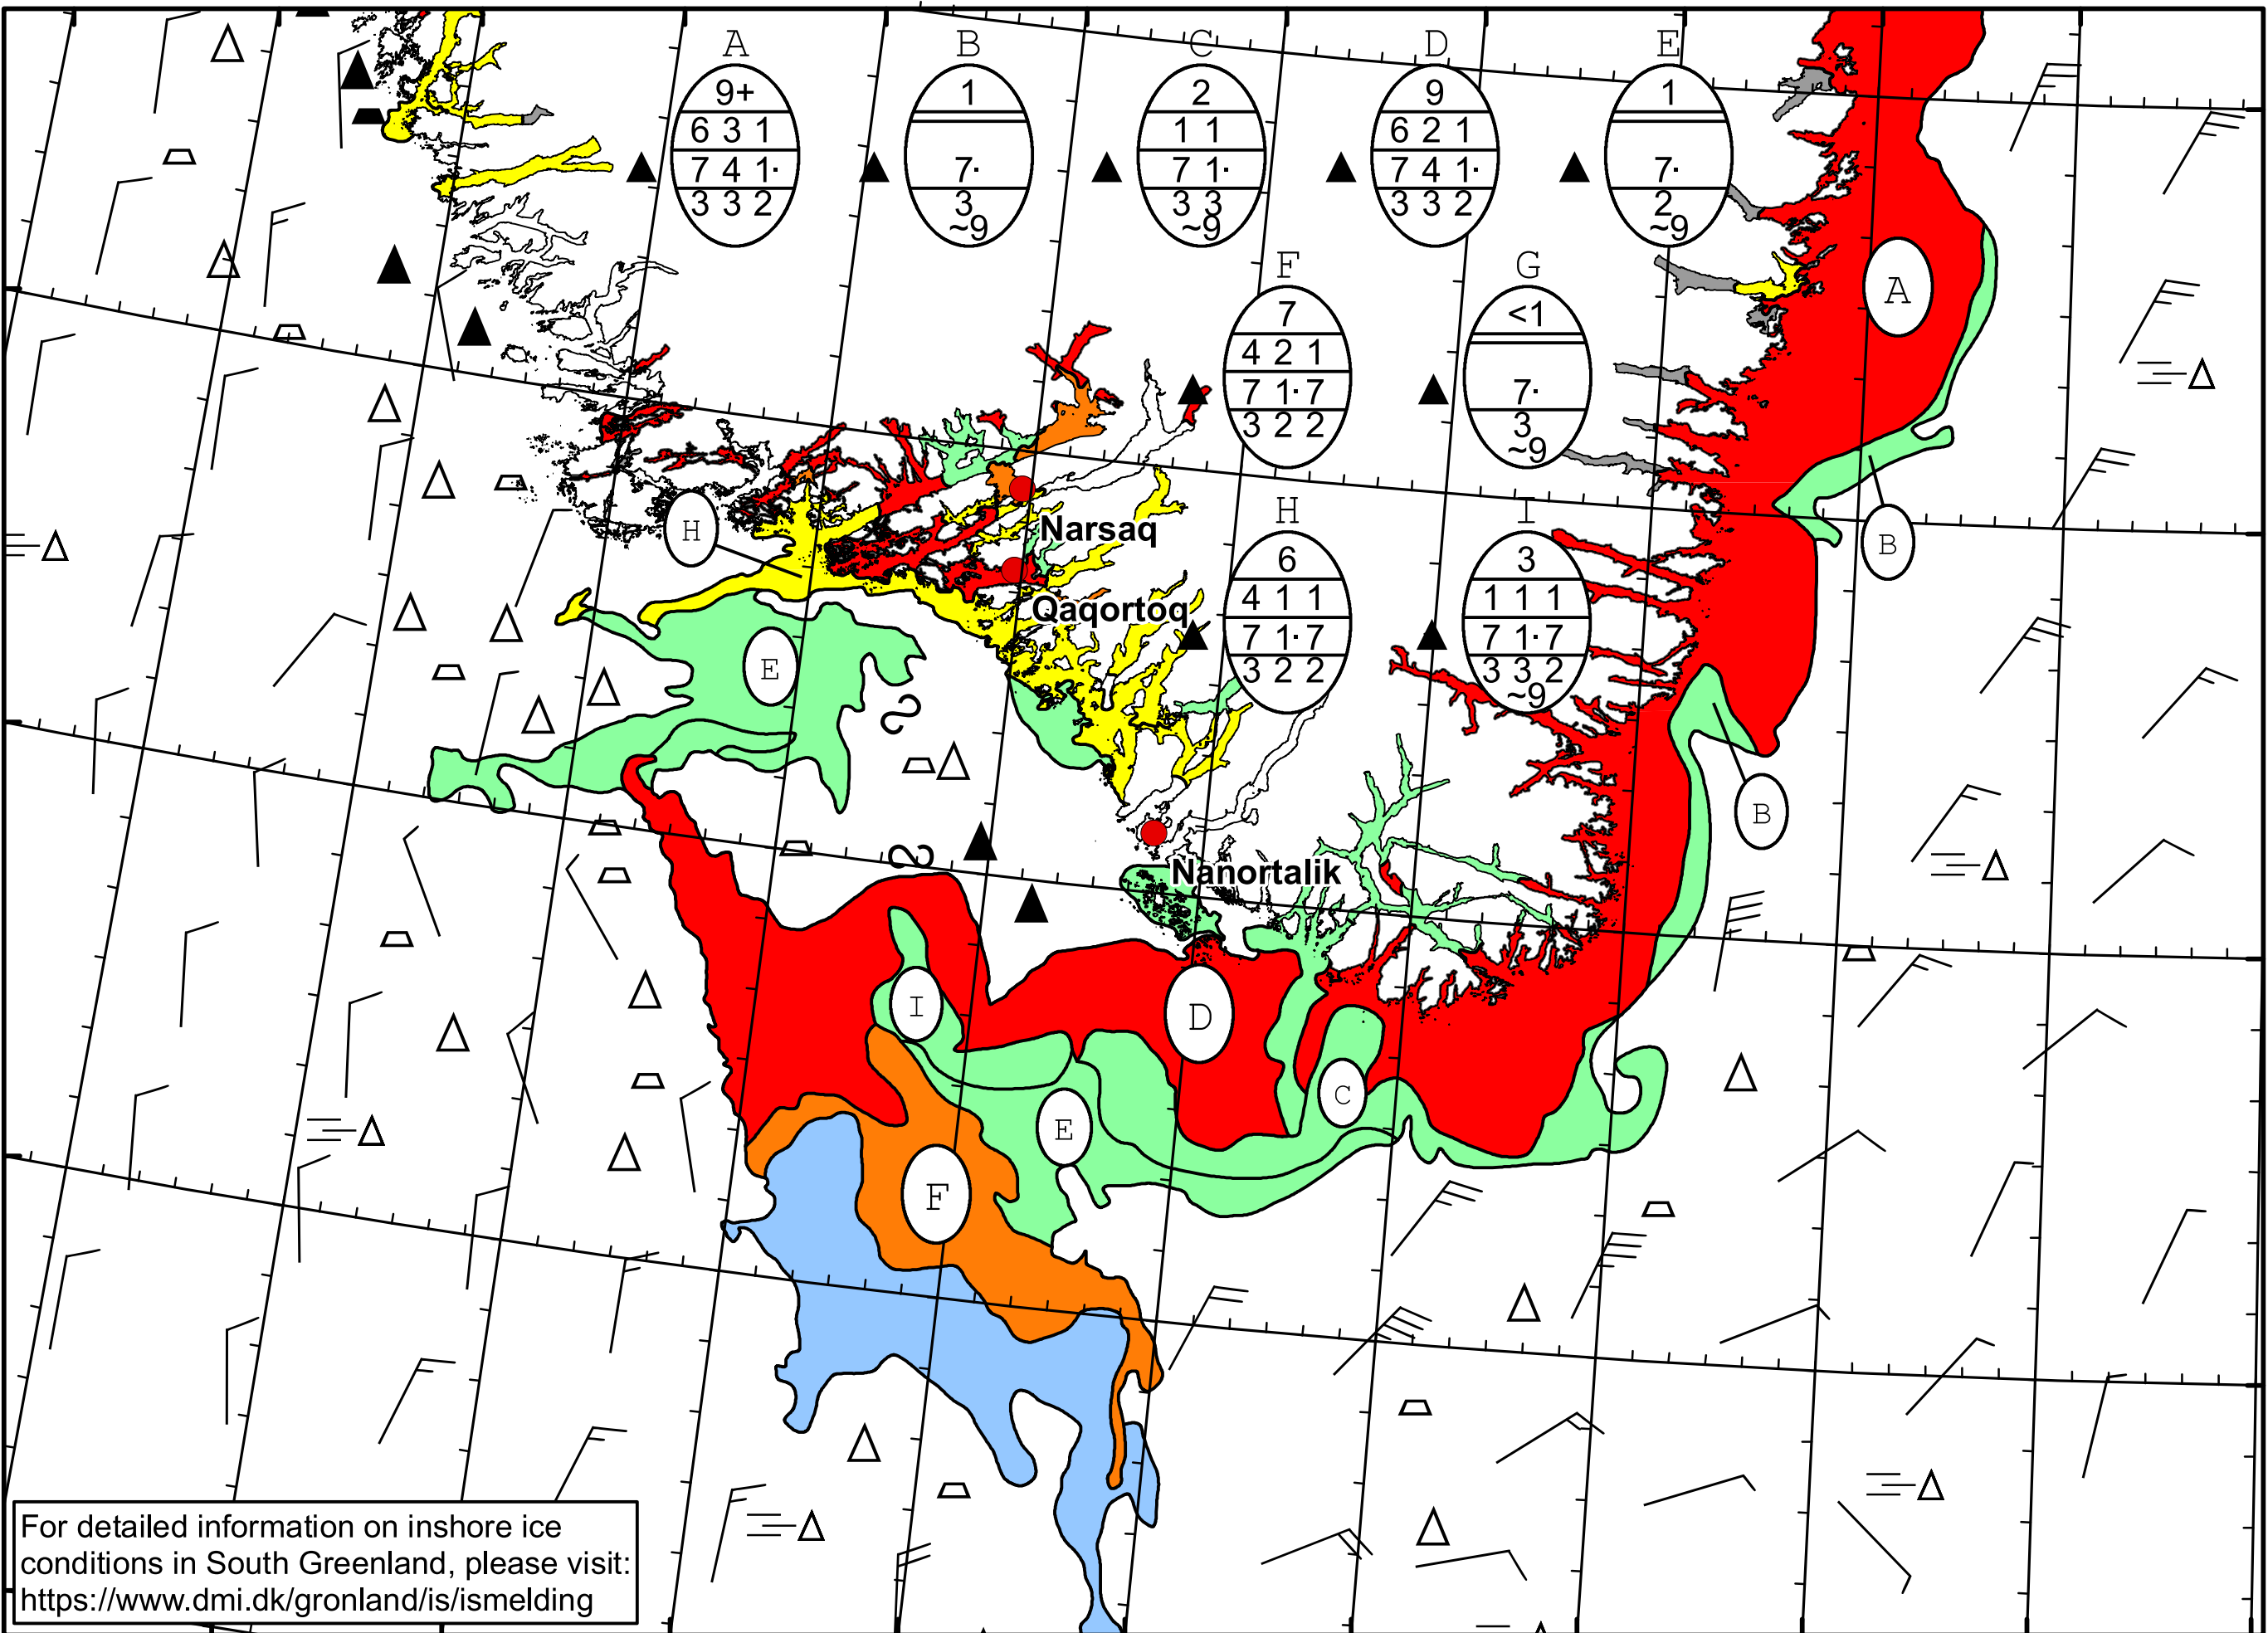 A B C D E
9+ 1 2 9 1
6 3 1 1 1 6 2 1
7 4 1· 7· 7 1· 7 4 1· 7·
3 3 2 3 3 3 3 3 2 2
~9 ~9 ~9
F G
7 <1
4 2 1
7 1· 7 7·
3 2 2 3
~9
H I
6 3
4 1 1 1 1 1
7 1· 7 7 1· 7
3 2 2 3 3 2
~9
A
H
Narsaq
B
Qaqortoq
E
B
Nanortalik
I
D
C
E
F
For detailed information on inshore ice
conditions in South Greenland, please visit:
https://www.dmi.dk/gronland/is/ismelding